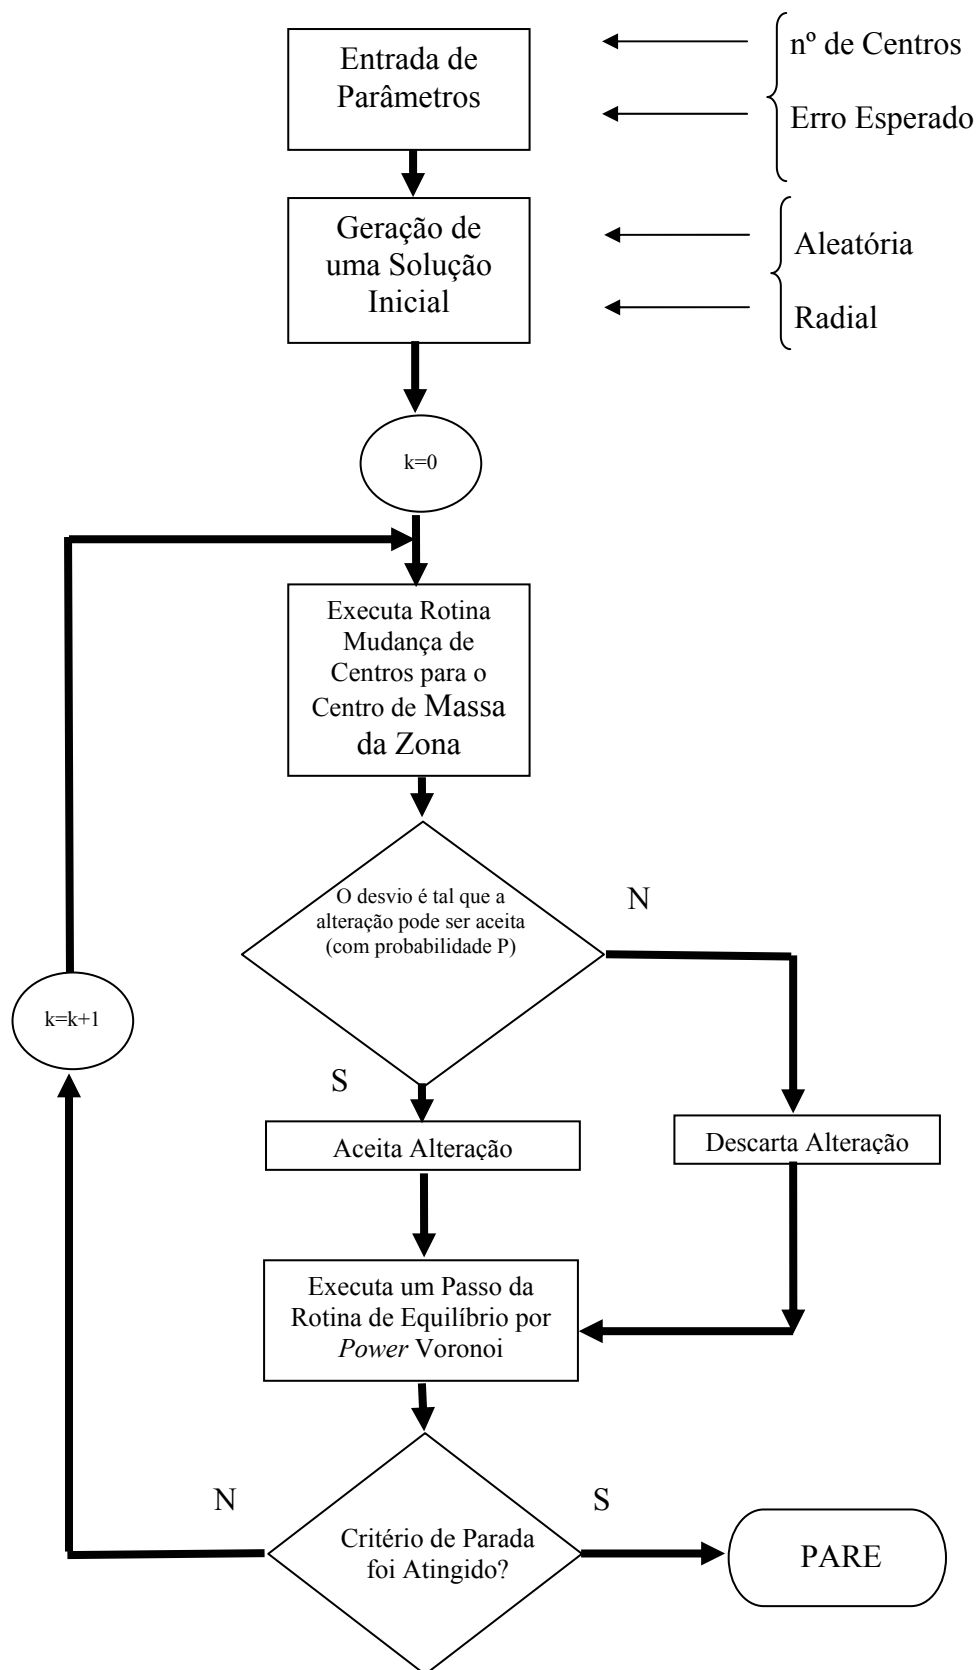 Entrada de
Parâmetros
nº de Centros
Erro Esperado
Geração de
uma Solução
Inicial
Aleatória
Radial
k=0
Executa Rotina
Mudança de
Centros para o
Centro de Massa
da Zona
O desvio é tal que a
alteração pode ser aceita
(com probabilidade P)
N
k=k+1
S
Aceita Alteração
Descarta Alteração
Executa um Passo da
Rotina de Equilíbrio por
Power Voronoi
N
S
Critério de Parada
foi Atingido?
PARE